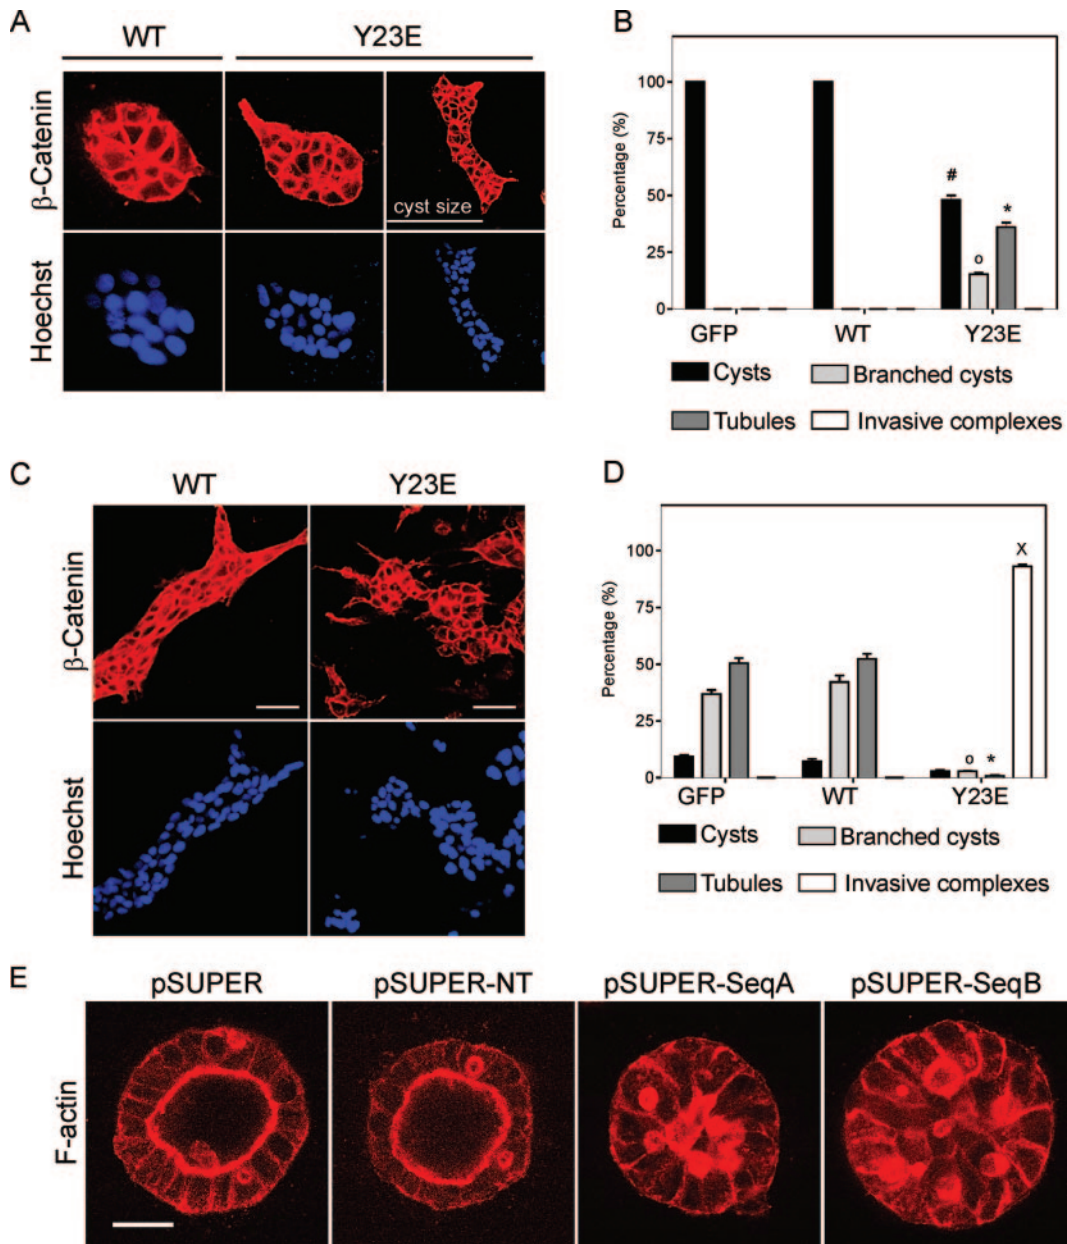 A
WT Y23E
β-Catenin
cyst size
Hoechst
B
Percentage (%)
100
75
50
25
0
#
o
*
GFP WT Y23E
Cysts Branched cysts
Tubules Invasive complexes
C
WT Y23E
β-Catenin
Hoechst
D
Percentage (%)
100
75
50
25
0
o
*
X
GFP WT Y23E
Cysts Branched cysts
Tubules Invasive complexes
E
pSUPER pSUPER-NT pSUPER-SeqA pSUPER-SeqB
F-actin